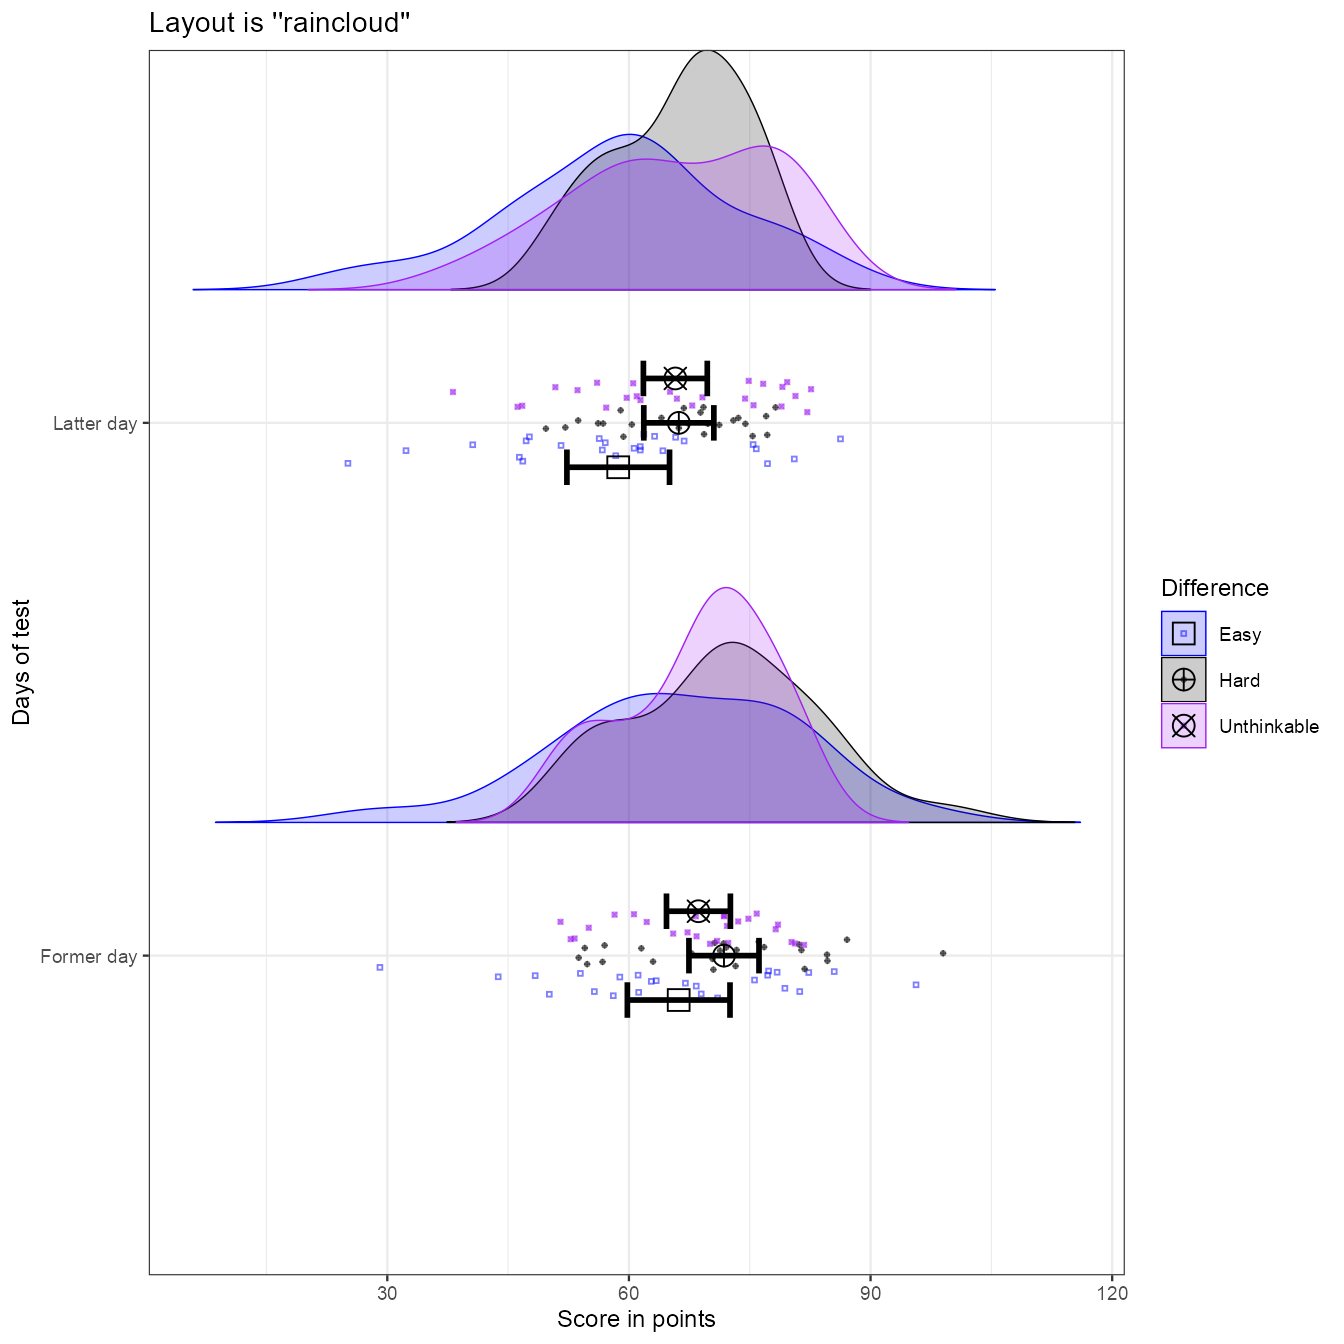 Layout is "raincloud"
Latter day
Former day
Days of test
30
60
90
120
Score in points
Difference
Easy
Hard
Unthinkable